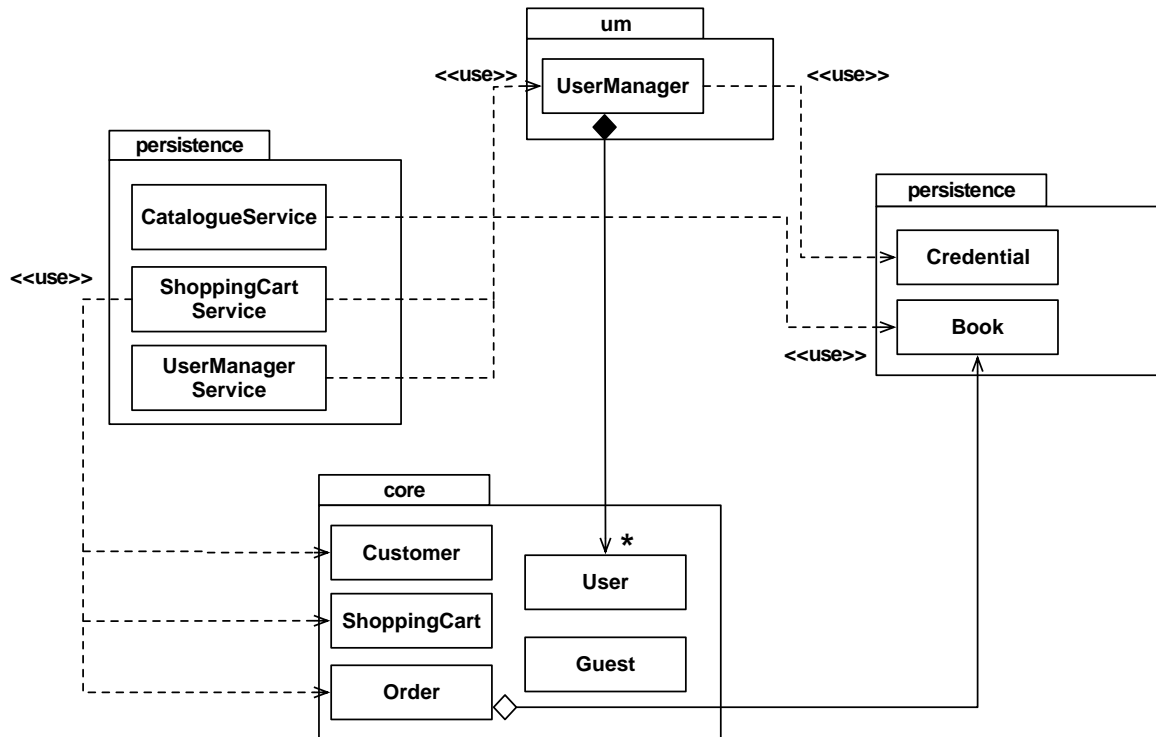 um
<<use>>
UserManager
<<use>>
persistence
CatalogueService
<<use>>
ShoppingCart
Service
UserManager
Service
persistence
Credential
Book
<<use>>
core
Customer
*
User
ShoppingCart
Guest
Order